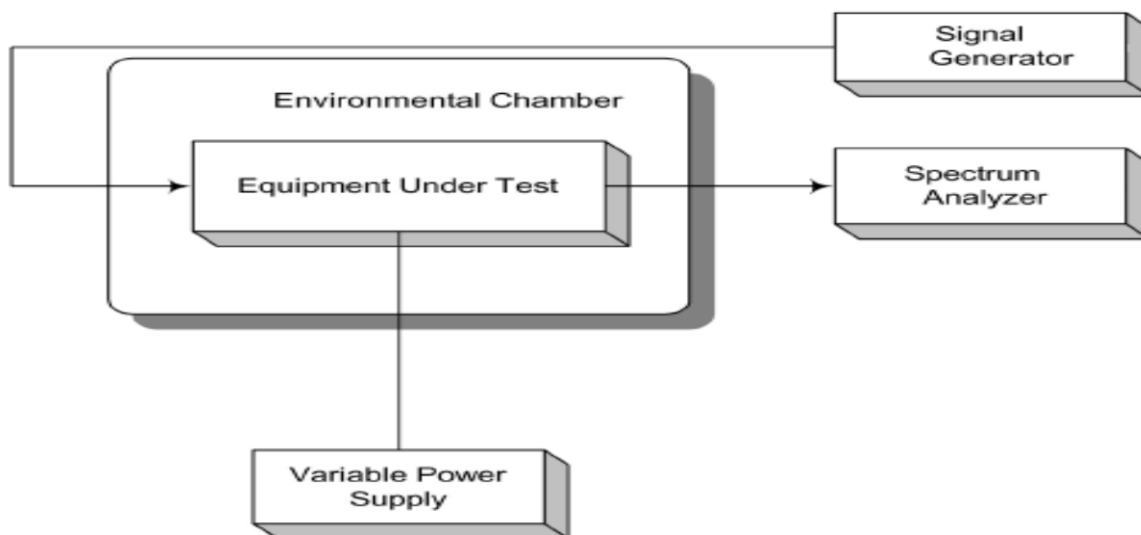 Signal
Generator
Environmental Chamber
Equipment Under Test
Spectrum
Analyzer
Variable Power
Supply